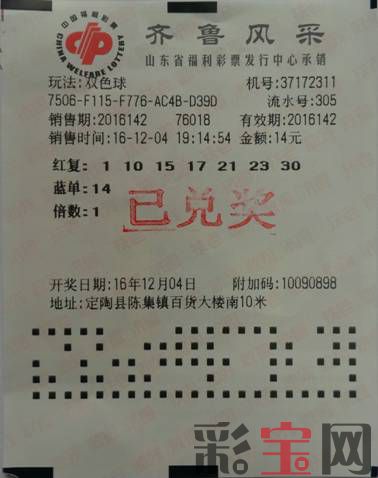 中国福利彩票
CHINA WELFARE LOTTERY
齐鲁风采
山东省福利彩票发行中心承销
玩法:双色球 机号:37172311
7506-F115-F776-AC4B-D39D 流水号:305
销售期:2016142 76018 有效期:2016142
销售时间:16-12-04 19:14:54 金额:14元
红复: 1 10 15 17 21 23 30
蓝单:14
倍数:1
已兑奖
开奖日期:16年12月04日 附加码:10090898
地址:定陶县陈集镇百货大楼南10米
彩宝网